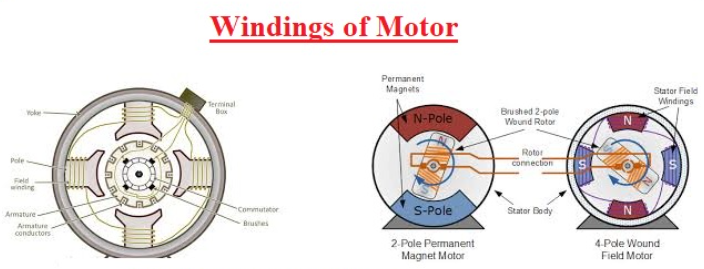 Windings of Motor
Terminal
Box
Yoke
Pole
Field
winding
Armature
Armature
conductors
Commutator
Brushes
Permanent
Magnets
N-Pole
S-Pole
Brushed 2-pole
Wound Rotor
Rotor
connection
Stator Body
2-Pole Permanent
Magnet Motor
Stator Field
Windings
N
S
S
N
S
4-Pole Wound
Field Motor